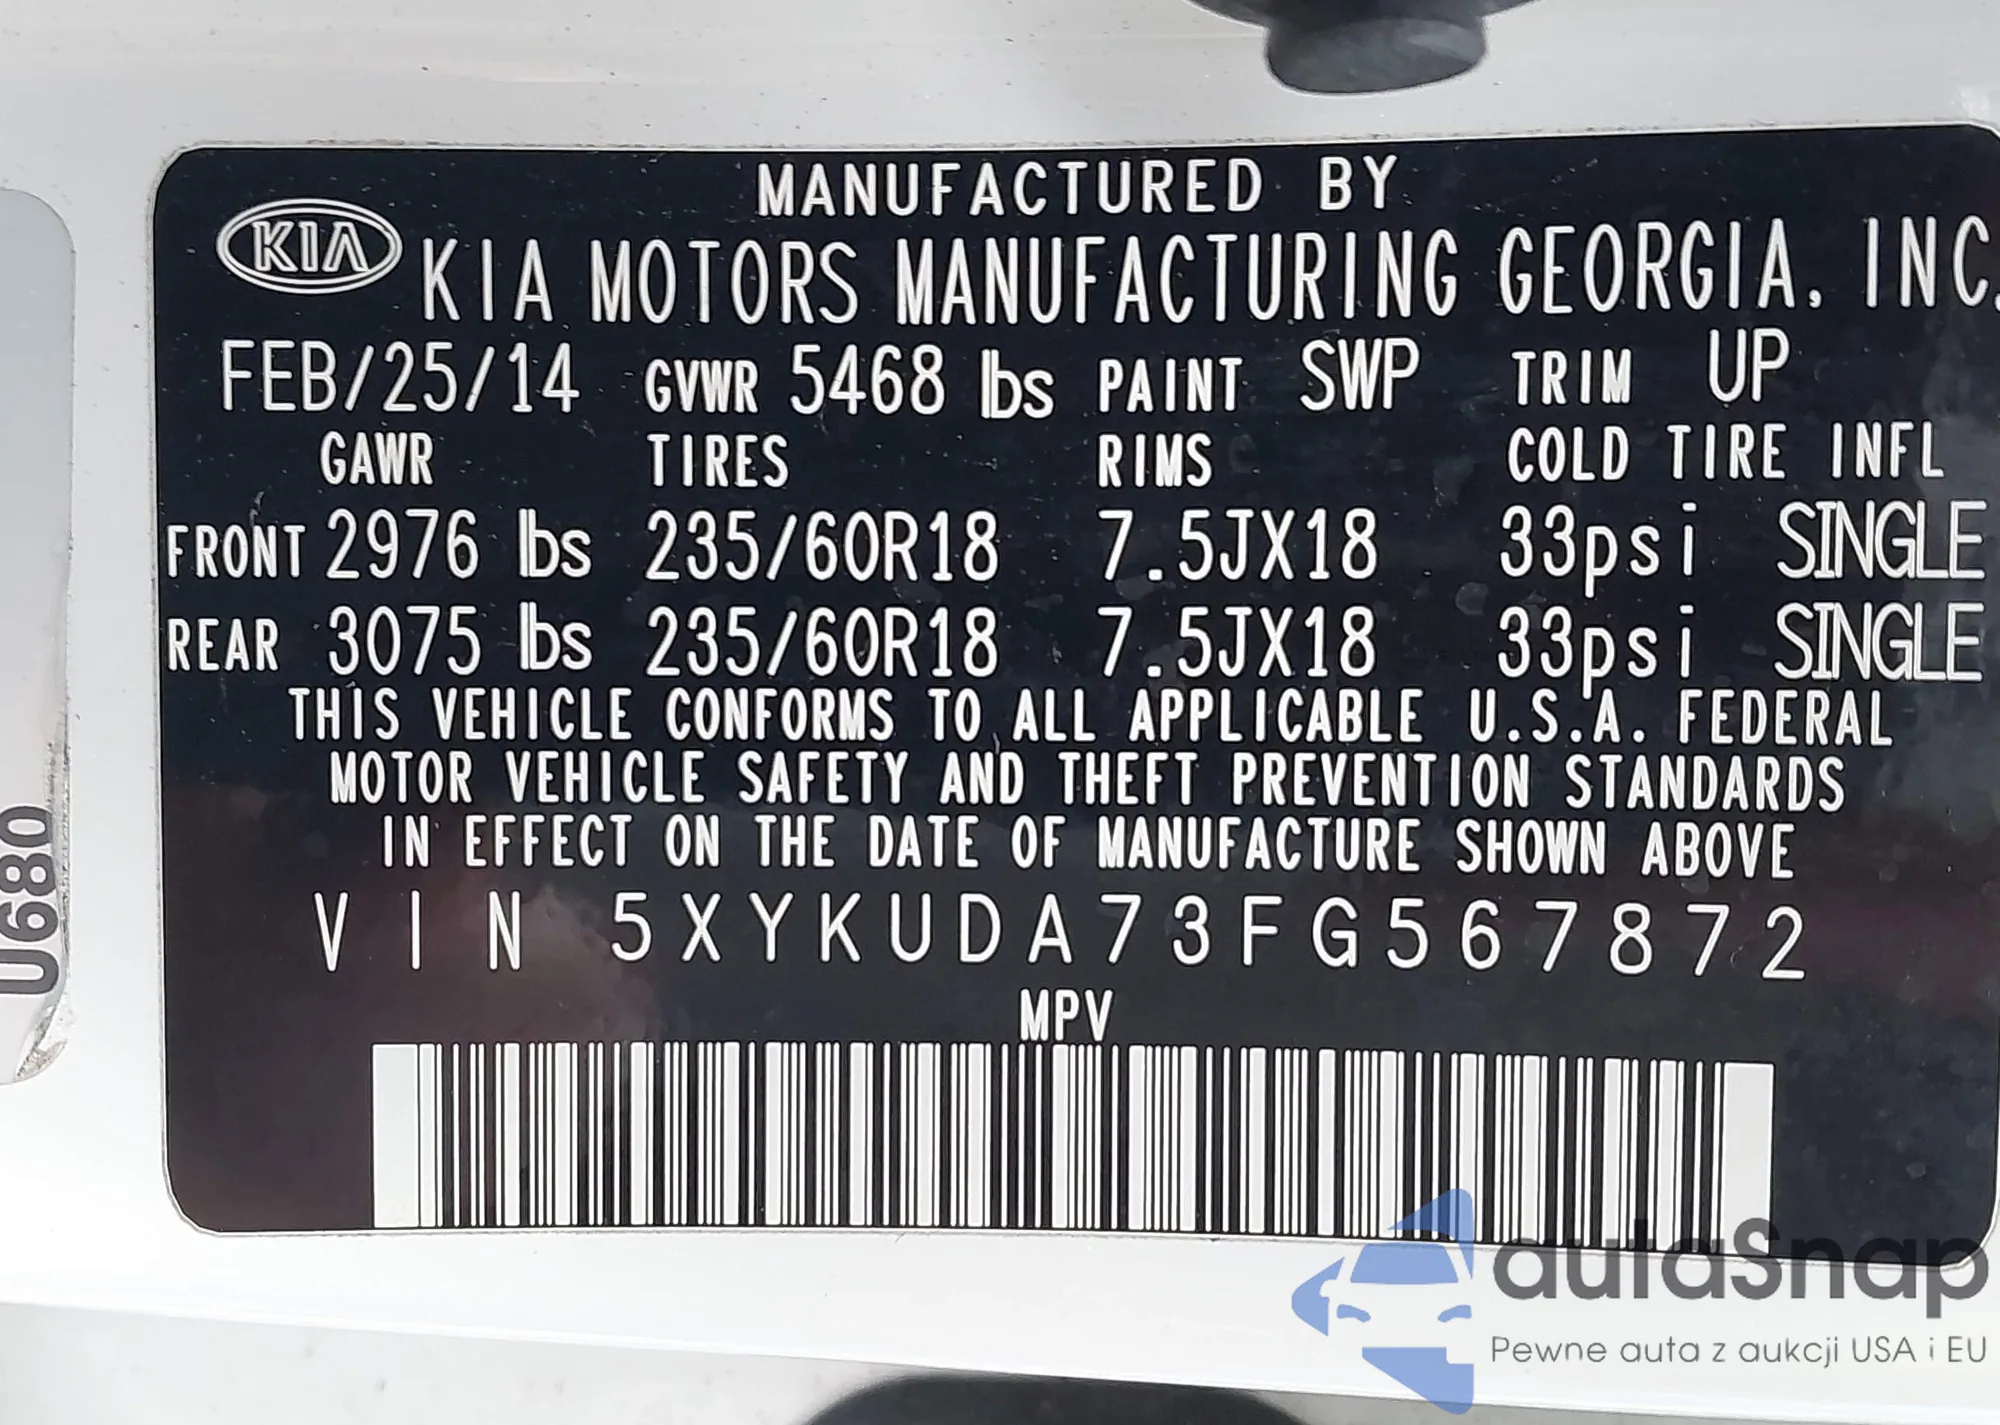 MANUFACTURED BY
KIA KIA MOTORS MANUFACTURING GEORGIA, INC.
FEB/25/14 GVWR 5468 lbs PAINT SWP TRIM UP
GAWR TIRES RIMS COLD TIRE INFL
FRONT 2976 lbs 235/60R18 7.5JX18 33psi SINGLE
REAR 3075 lbs 235/60R18 7.5JX18 33psi SINGLE
THIS VEHICLE CONFORMS TO ALL APPLICABLE U.S.A. FEDERAL
MOTOR VEHICLE SAFETY AND THEFT PREVENTION STANDARDS
IN EFFECT ON THE DATE OF MANUFACTURE SHOWN ABOVE
VIN 5XYKUDA73FG567872
MPV
U680
autaSnap
Pewne auta z aukcji USA i EU